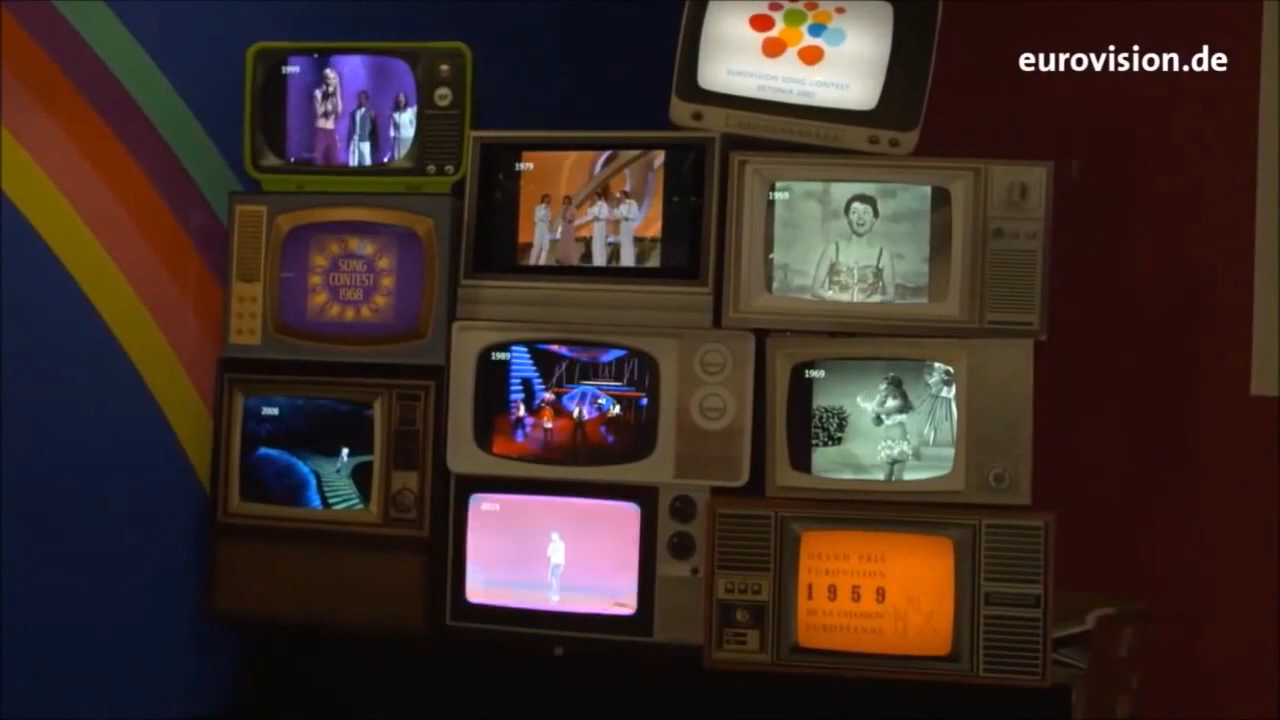 eurovision.de
EUROVISION SONG CONTEST
ESTONIA 2002
1999
1979
1959
SONG
CONTEST
1968
1989
1969
2008
GRAND PRIX
EUROVISION
1959
DE LA CHANSON
EUROPÉENNE